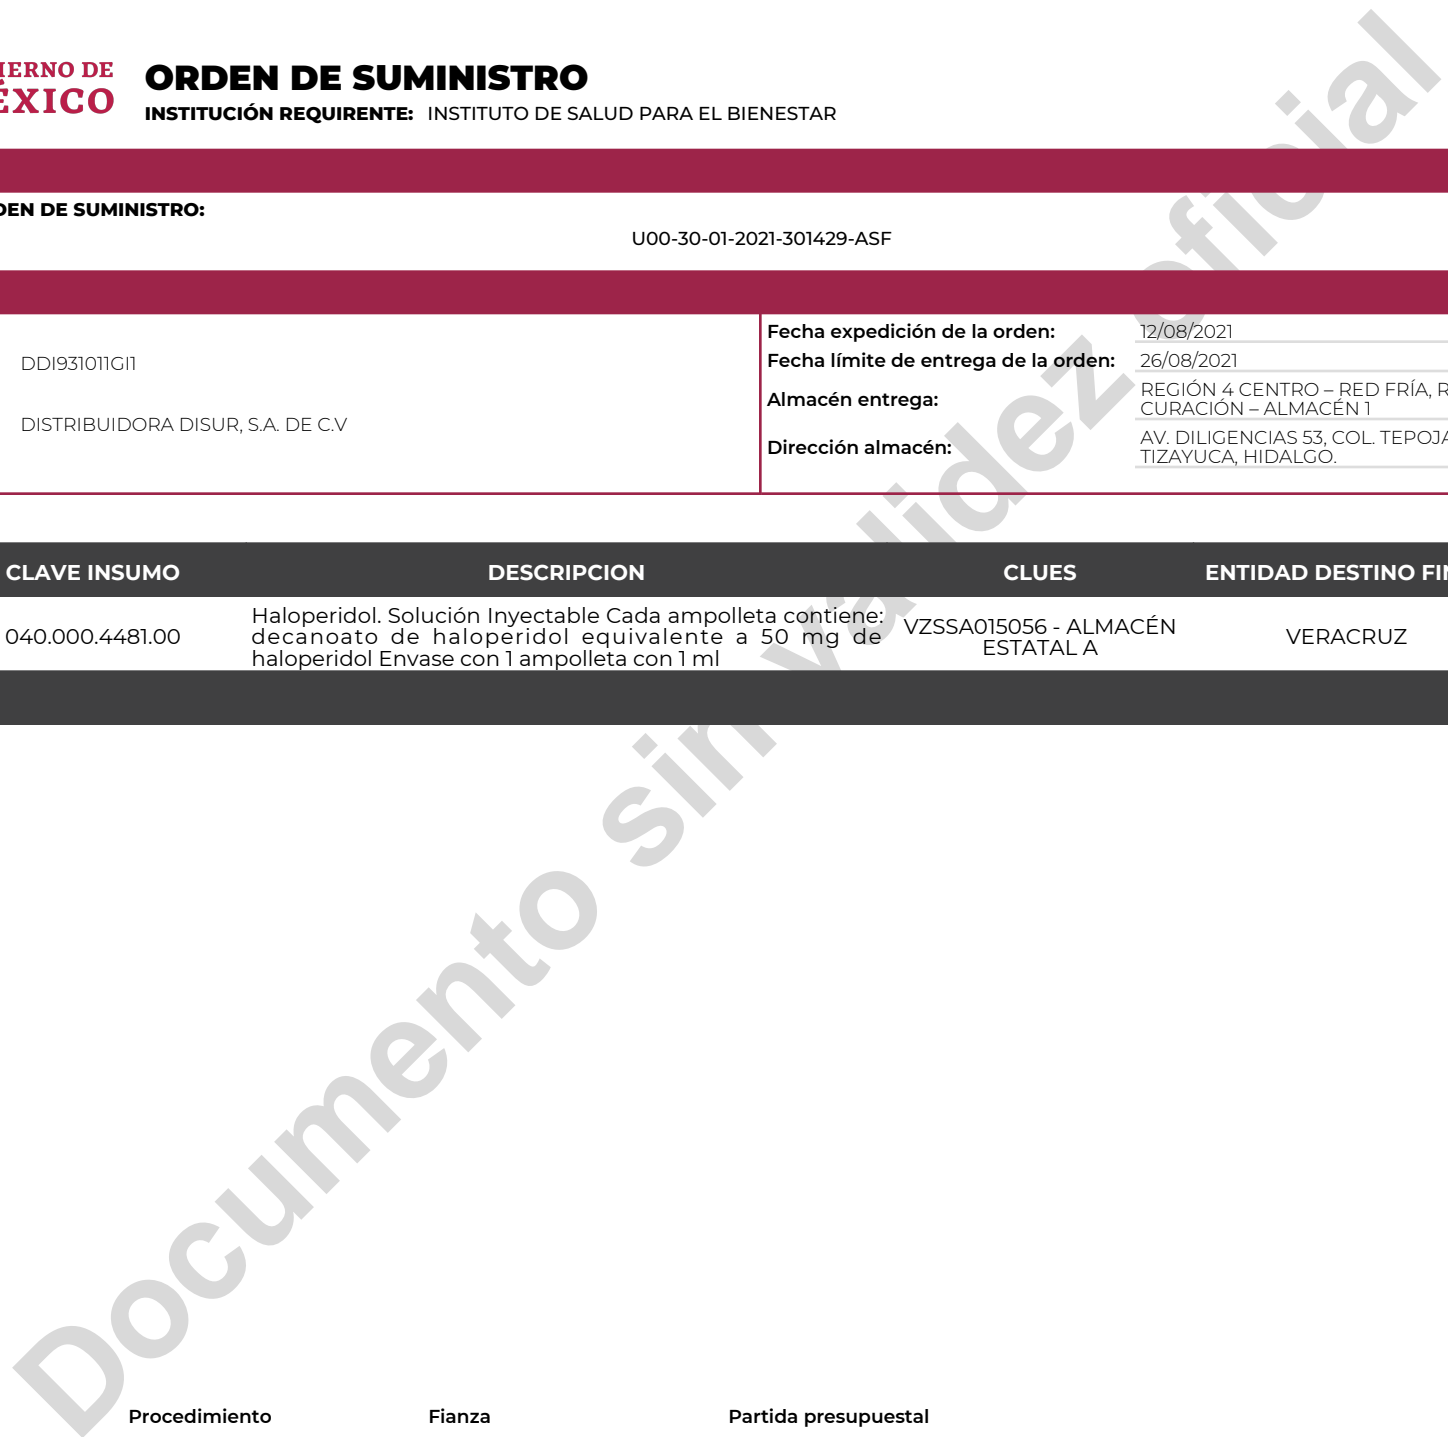 IERNO DE
ÉXICO
ORDEN DE SUMINISTRO
INSTITUCIÓN REQUIRENTE: INSTITUTO DE SALUD PARA EL BIENESTAR
DEN DE SUMINISTRO:
U00-30-01-2021-301429-ASF
DDI931011GI1
DISTRIBUIDORA DISUR, S.A. DE C.V
Fecha expedición de la orden: 12/08/2021
Fecha límite de entrega de la orden: 26/08/2021
Almacén entrega: REGIÓN 4 CENTRO – RED FRÍA, R
CURACIÓN – ALMACÉN 1
Dirección almacén: AV. DILIGENCIAS 53, COL. TEPOJA
TIZAYUCA, HIDALGO.
CLAVE INSUMO DESCRIPCION CLUES ENTIDAD DESTINO FIN
040.000.4481.00
Haloperidol. Solución Inyectable Cada ampolleta contiene:
decanoato de haloperidol equivalente a 50 mg de
haloperidol Envase con 1 ampolleta con 1 ml
VZSSA015056 - ALMACÉN
ESTATAL A
VERACRUZ
Documento sin validez oficial
Procedimiento Fianza Partida presupuestal